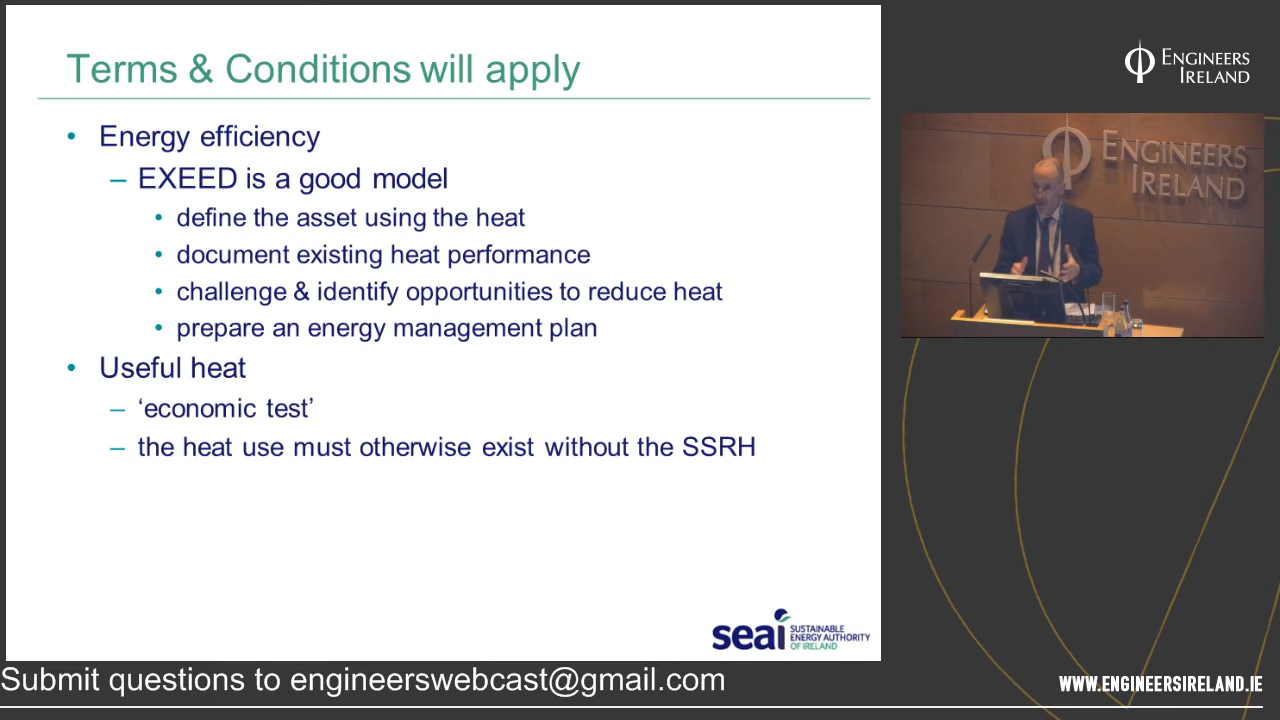 Terms & Conditions will apply
• Energy efficiency
– EXEED is a good model
• define the asset using the heat
• document existing heat performance
• challenge & identify opportunities to reduce heat
• prepare an energy management plan
• Useful heat
– ‘economic test’
– the heat use must otherwise exist without the SSRH
seai SUSTAINABLE
ENERGY AUTHORITY
OF IRELAND
Submit questions to engineerswebcast@gmail.com
ENGINEERS
IRELAND
ENGINEERS
IRELAND
WWW.ENGINEERSIRELAND.IE